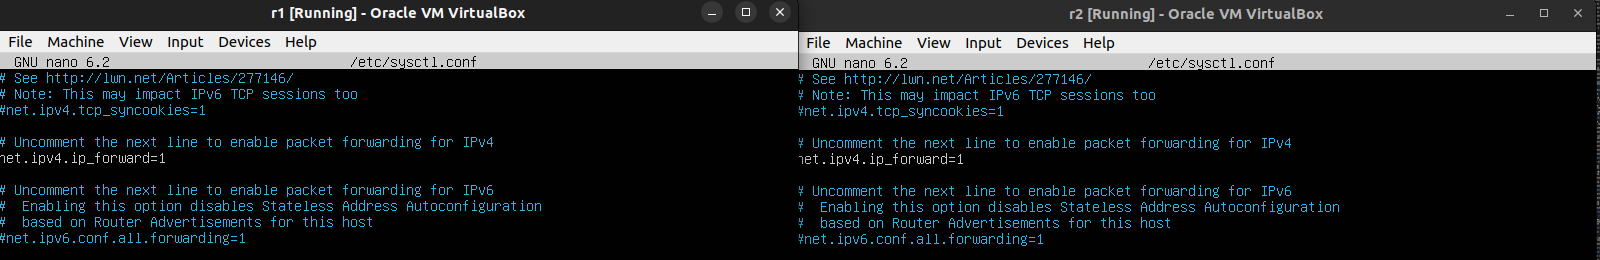 r1 [Running] - Oracle VM VirtualBox
File Machine View Input Devices Help
GNU nano 6.2 /etc/sysctl.conf
# See http://lwn.net/Articles/277146/
# Note: This may impact IPv6 TCP sessions too
#net.ipv4.tcp_syncookies=1
# Uncomment the next line to enable packet forwarding for IPv4
net.ipv4.ip_forward=1
# Uncomment the next line to enable packet forwarding for IPv6
#  Enabling this option disables Stateless Address Autoconfiguration
#  based on Router Advertisements for this host
#net.ipv6.conf.all.forwarding=1
r2 [Running] - Oracle VM VirtualBox
File Machine View Input Devices Help
GNU nano 6.2 /etc/sysctl.conf
# See http://lwn.net/Articles/277146/
# Note: This may impact IPv6 TCP sessions too
#net.ipv4.tcp_syncookies=1
# Uncomment the next line to enable packet forwarding for IPv4
net.ipv4.ip_forward=1
# Uncomment the next line to enable packet forwarding for IPv6
#  Enabling this option disables Stateless Address Autoconfiguration
#  based on Router Advertisements for this host
#net.ipv6.conf.all.forwarding=1